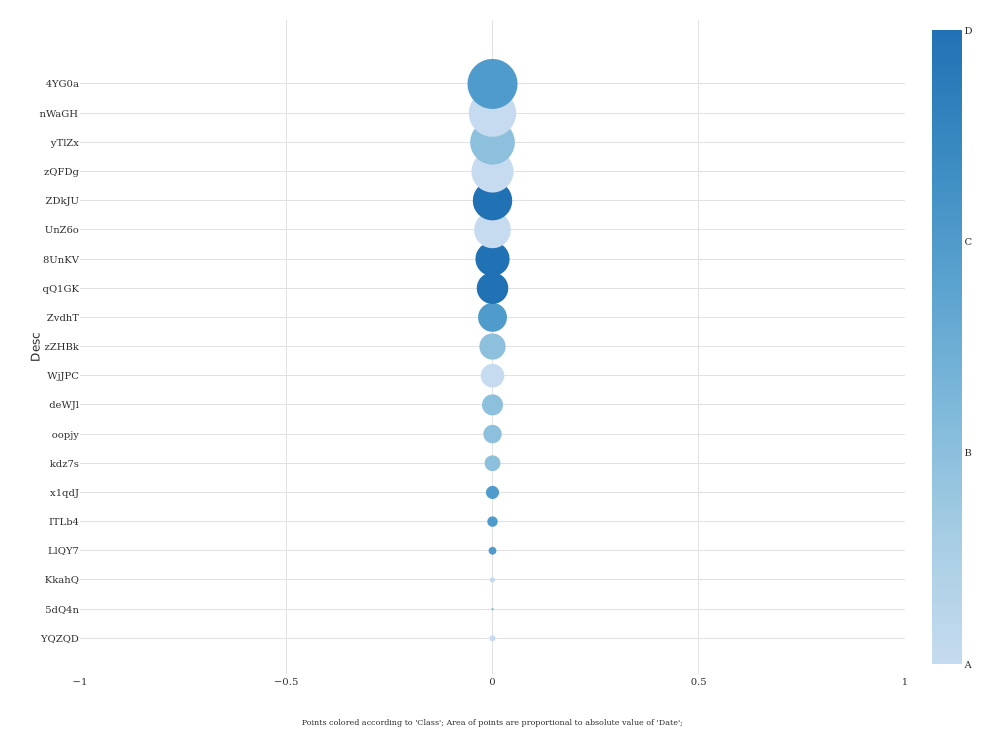 4YG0a
nWaGH
yTlZx
zQFDg
ZDkJU
UnZ6o
8UnKV
qQ1GK
ZvdhT
zZHBk
WjJPC
deWJl
oopjy
kdz7s
x1qdJ
lTLb4
LlQY7
KkahQ
5dQ4n
YQZQD
Desc
−1 −0.5 0 0.5 1
D
C
B
A
Points colored according to 'Class'; Area of points are proportional to absolute value of 'Date';